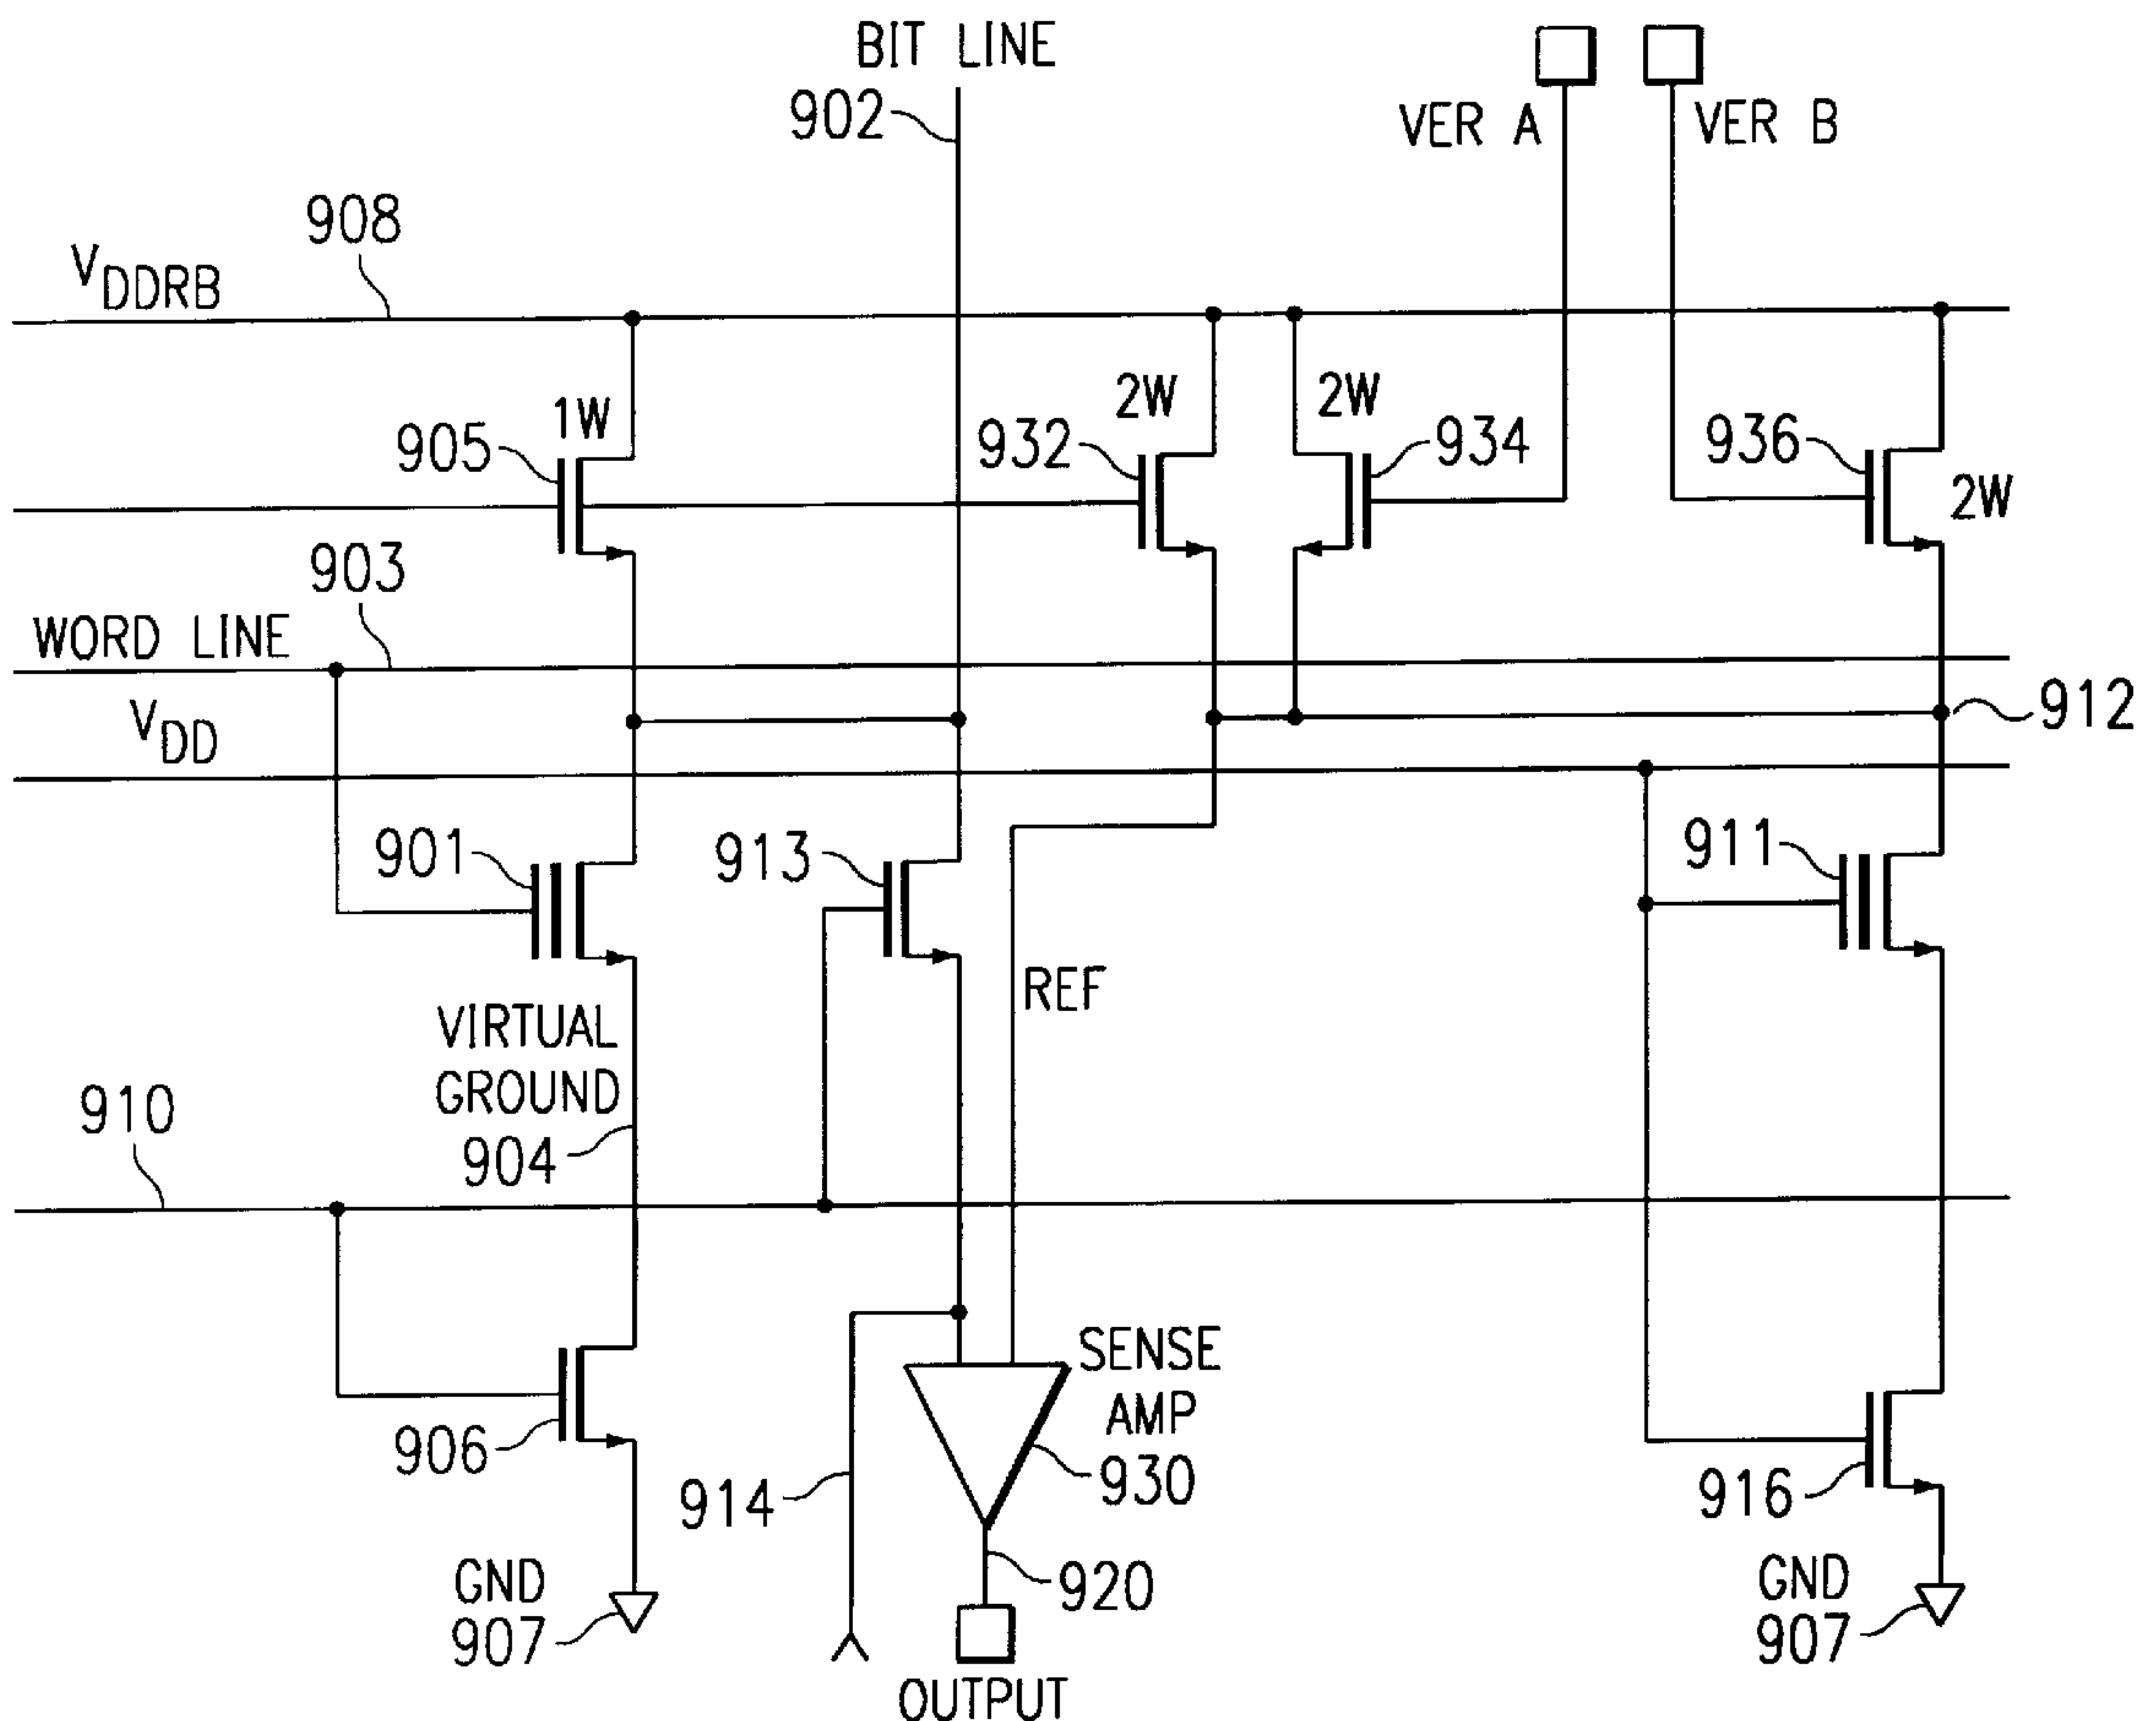 BIT LINE
902
VER A
VER B
908
VDDRB
1W
905
2W
932
2W
934
936
2W
903
WORD LINE
VDD
912
901
913
911
REF
VIRTUAL
GROUND
904
910
SENSE
AMP
930
906
914
916
920
GND
907
GND
907
OUTPUT